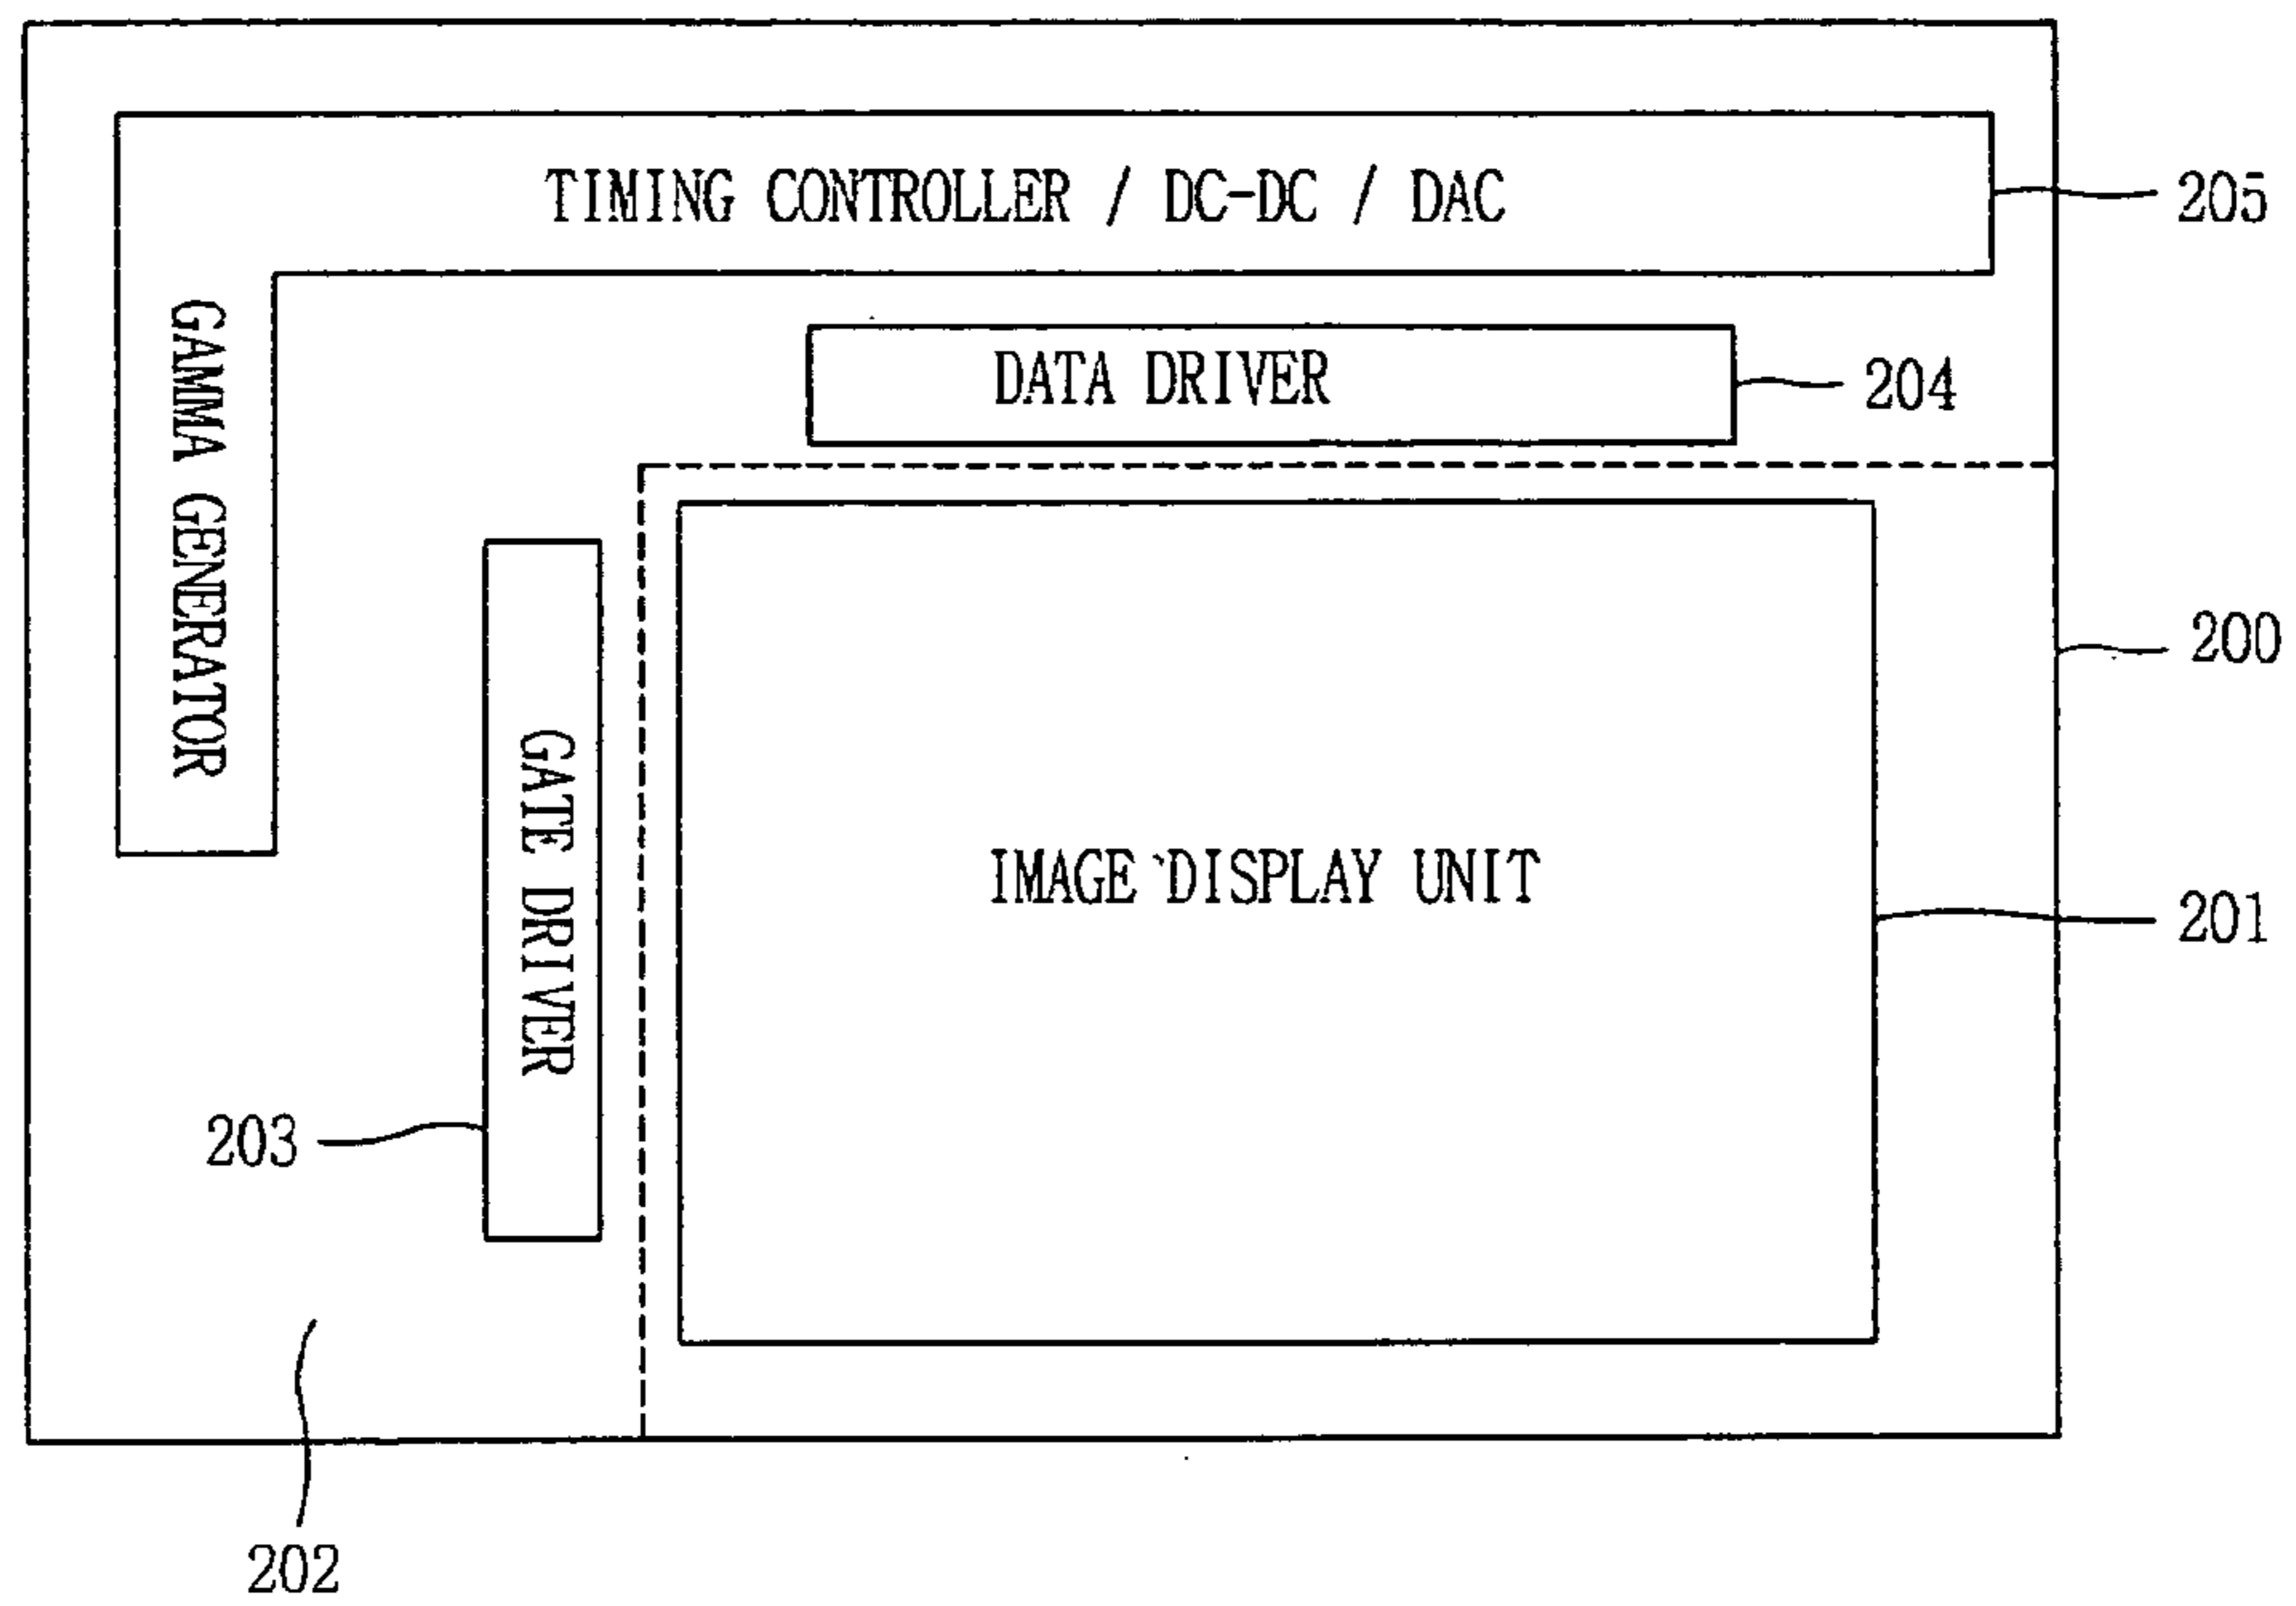 TIMING CONTROLLER / DC-DC / DAC
205
GAMMA GENERATOR
DATA DRIVER
204
200
GATE DRIVER
IMAGE DISPLAY UNIT
201
203
202